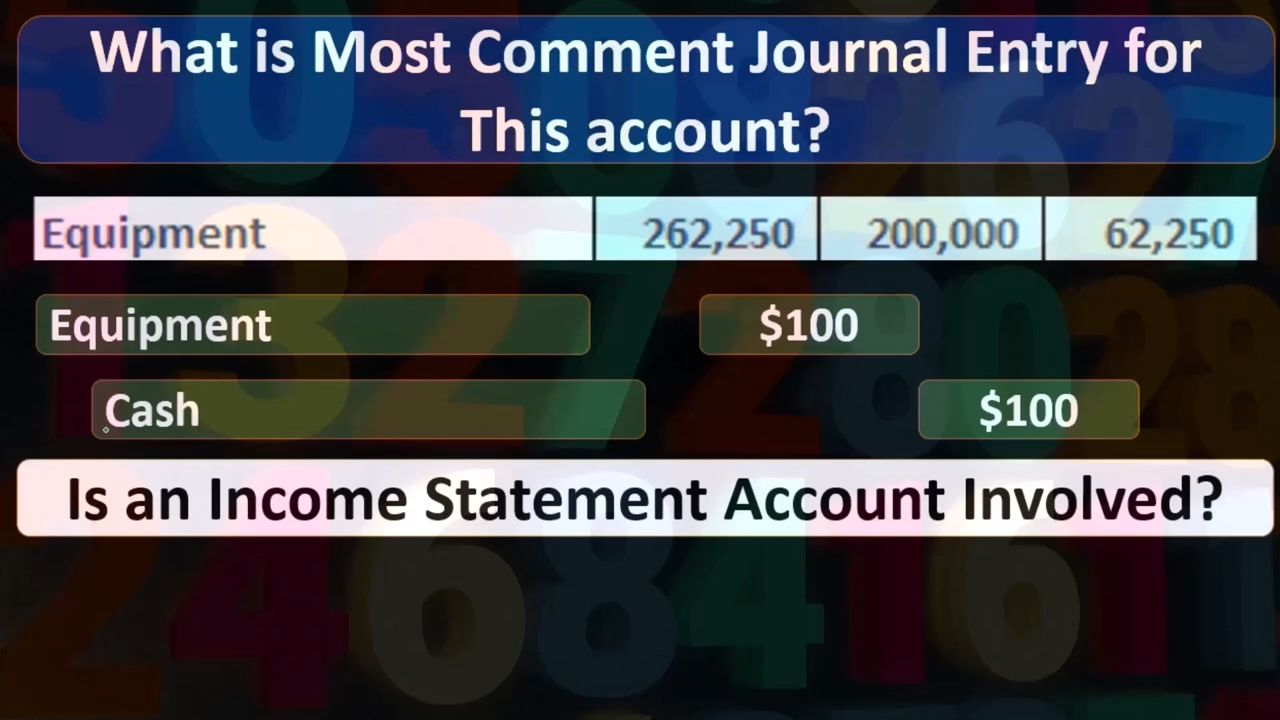 What is Most Comment Journal Entry for
This account?
Equipment 262,250 200,000 62,250
Equipment $100
Cash $100
Is an Income Statement Account Involved?